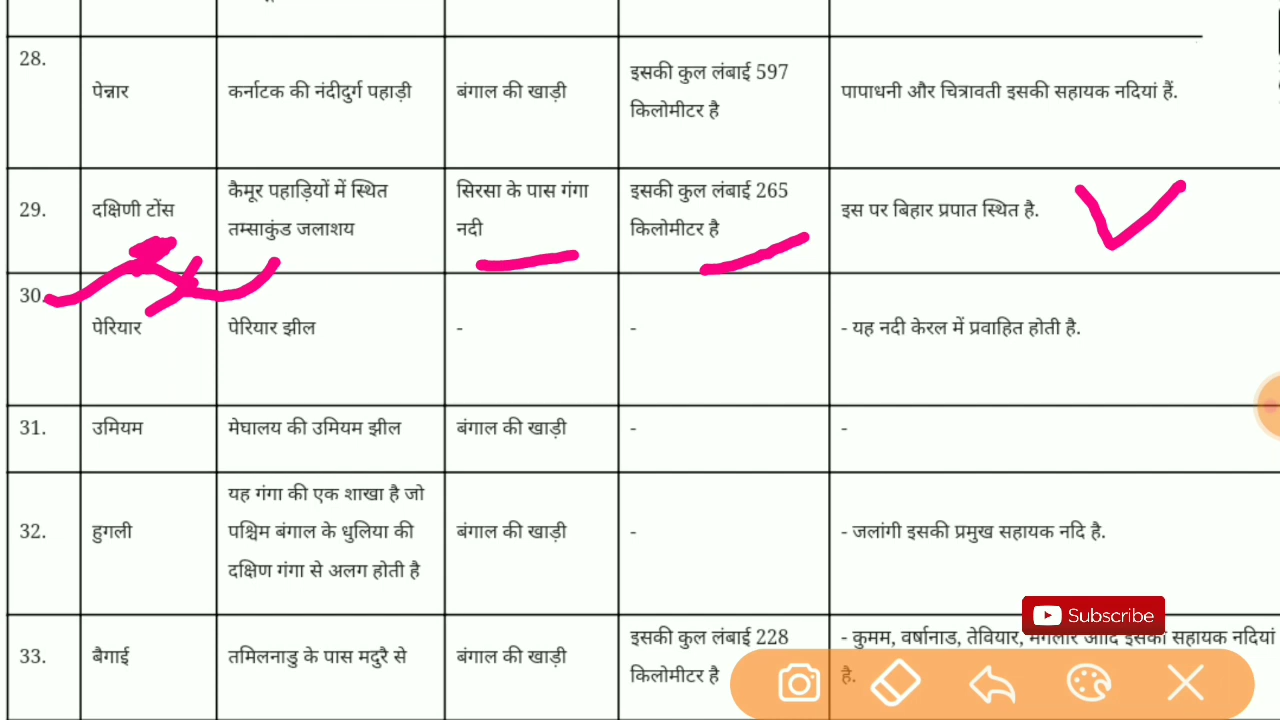 28.
पेन्नार
कर्नाटक की नंदीदुर्ग पहाड़ी
बंगाल की खाड़ी
इसकी कुल लंबाई 597
किलोमीटर है
पापाधनी और चित्रावती इसकी सहायक नदियां हैं.
29.
दक्षिणी टोंस
कैमूर पहाड़ियों में स्थित
तम्साकुंड जलाशय
सिरसा के पास गंगा
नदी
इसकी कुल लंबाई 265
किलोमीटर है
इस पर बिहार प्रपात स्थित है.
30.
पेरियार
पेरियार झील
-
-
- यह नदी केरल में प्रवाहित होती है.
31.
उमियम
मेघालय की उमियम झील
बंगाल की खाड़ी
-
-
32.
हुगली
यह गंगा की एक शाखा है जो
पश्चिम बंगाल के धुलिया की
दक्षिण गंगा से अलग होती है
बंगाल की खाड़ी
-
- जलांगी इसकी प्रमुख सहायक नदि है.
33.
बैगाई
तमिलनाडु के पास मदुरै से
बंगाल की खाड़ी
इसकी कुल लंबाई 228
किलोमीटर है
- कुमम, वर्षानाड, तेवियार, सहायक नदियां
है.
Subscribe